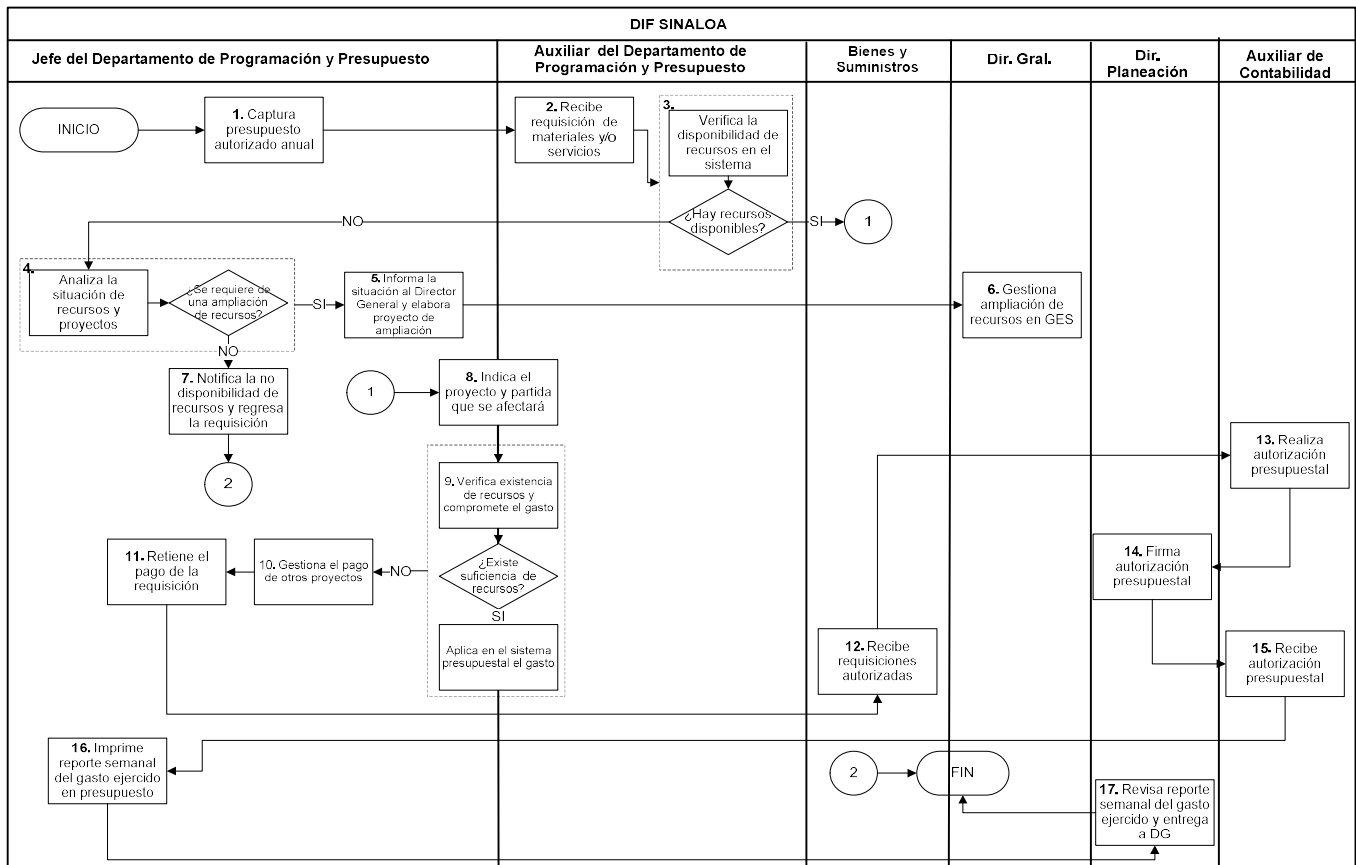 DIF SINALOA
Jefe del Departamento de Programación y Presupuesto
Auxiliar del Departamento de
Programación y Presupuesto
Bienes y
Suministros
Dir. Gral.
Dir.
Planeación
Auxiliar de
Contabilidad
INICIO
1. Captura
presupuesto
autorizado anual
2. Recibe
requisición de
materiales y/o
servicios
3.
Verifica la
disponibilidad de
recursos en el
sistema
¿Hay recursos
disponibles?
NO
SI
1
4.
Analiza la
situación de
recursos y
proyectos
¿Se requiere de
una ampliación
de recursos?
SI
NO
5. Informa la
situación al Director
General y elabora
proyecto de
ampliación
6. Gestiona
ampliación de
recursos en GES
7. Notifica la no
disponibilidad de
recursos y regresa
la requisición
2
1
8. Indica el
proyecto y partida
que se afectará
9. Verifica existencia
de recursos y
compromete el gasto
¿Existe
suficiencia de
recursos?
NO
SI
Aplica en el sistema
presupuestal el gasto
10. Gestiona el pago
de otros proyectos
11. Retiene el
pago de la
requisición
12. Recibe
requisiciones
autorizadas
13. Realiza
autorización
presupuestal
14. Firma
autorización
presupuestal
15. Recibe
autorización
presupuestal
16. Imprime
reporte semanal
del gasto ejercido
en presupuesto
2
FIN
17. Revisa reporte
semanal del gasto
ejercido y entrega
a DG